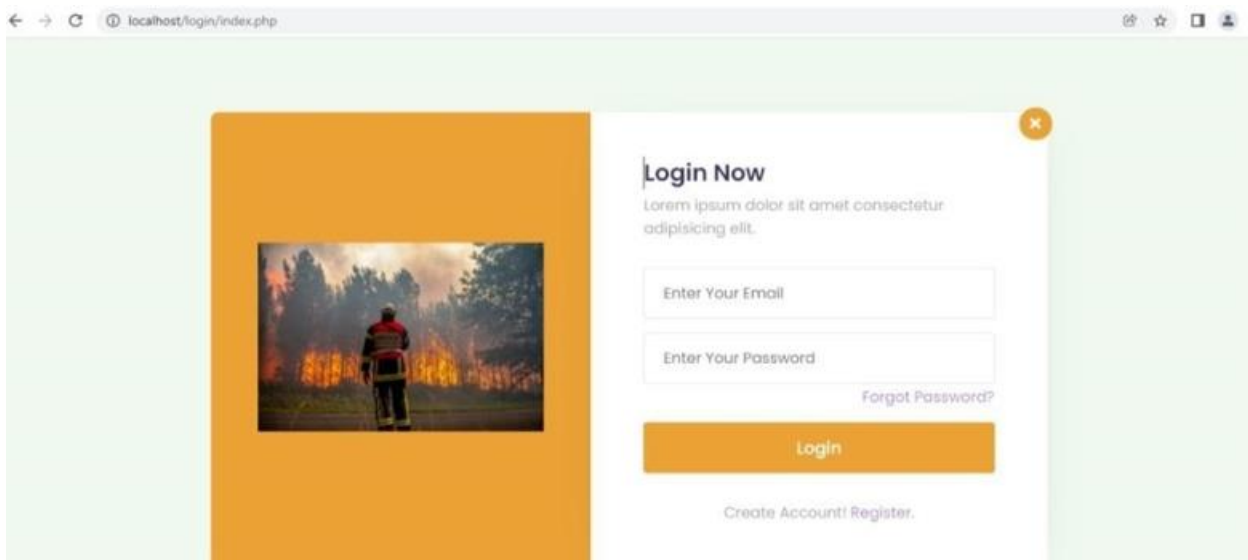 localhost/login/index.php
Login Now
Lorem ipsum dolor sit amet consectetur
adipisicing elit.
Enter Your Email
Enter Your Password
Forgot Password?
Login
Create Account! Register.